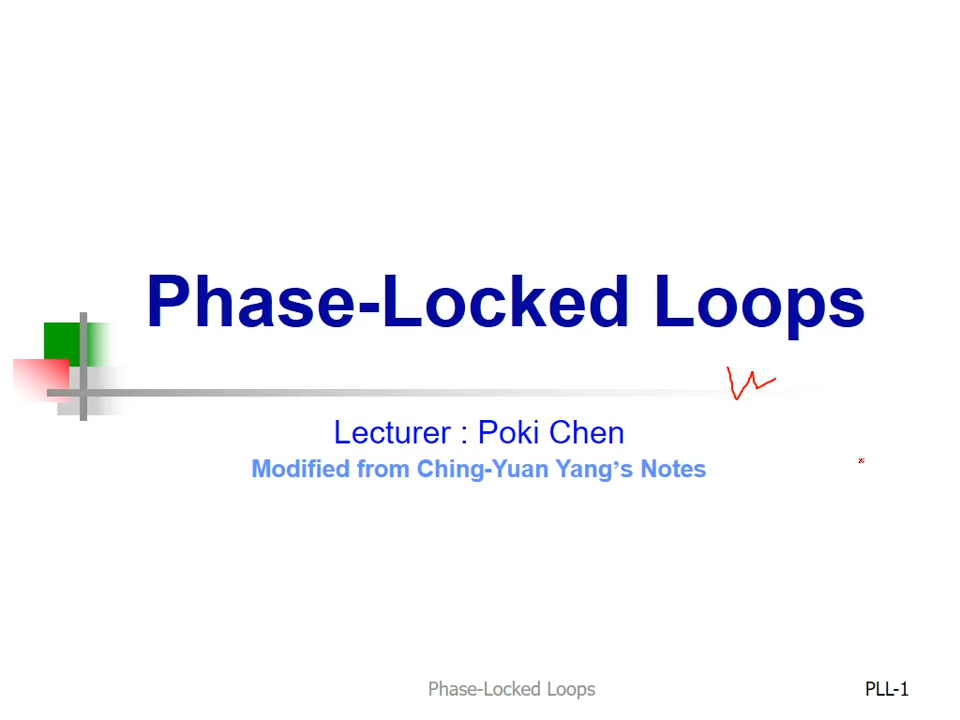 Phase-Locked Loops
Lecturer : Poki Chen
Modified from Ching-Yuan Yang’s Notes
Phase-Locked Loops
PLL-1